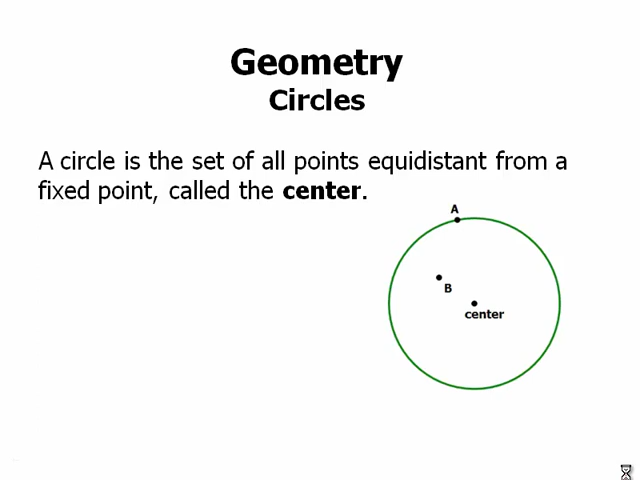 Geometry
Circles
A circle is the set of all points equidistant from a
fixed point, called the center.
A
B
center